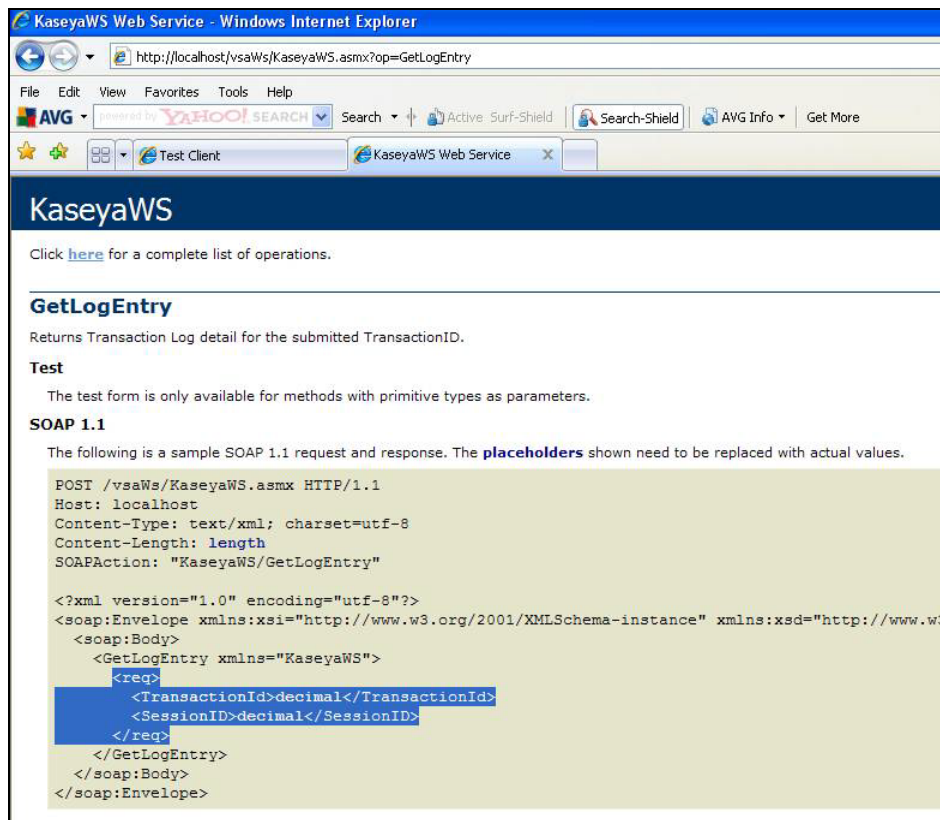 KaseyaWS Web Service - Windows Internet Explorer
http://localhost/vsaWs/KaseyaWS.asmx?op=GetLogEntry
File Edit View Favorites Tools Help
AVG powered by YAHOO! SEARCH Search Active Surf-Shield Search-Shield AVG Info Get More
Test Client KaseyaWS Web Service X
KaseyaWS
Click here for a complete list of operations.
GetLogEntry
Returns Transaction Log detail for the submitted TransactionID.
Test
The test form is only available for methods with primitive types as parameters.
SOAP 1.1
The following is a sample SOAP 1.1 request and response. The placeholders shown need to be replaced with actual values.
POST /vsaWs/KaseyaWS.asmx HTTP/1.1
Host: localhost
Content-Type: text/xml; charset=utf-8
Content-Length: length
SOAPAction: "KaseyaWS/GetLogEntry"
<?xml version="1.0" encoding="utf-8"?>
<soap:Envelope xmlns:xsi="http://www.w3.org/2001/XMLSchema-instance" xmlns:xsd="http://www.w3
<soap:Body>
<GetLogEntry xmlns="KaseyaWS">
<req>
<TransactionId>decimal</TransactionId>
<SessionID>decimal</SessionID>
</req>
</GetLogEntry>
</soap:Body>
</soap:Envelope>